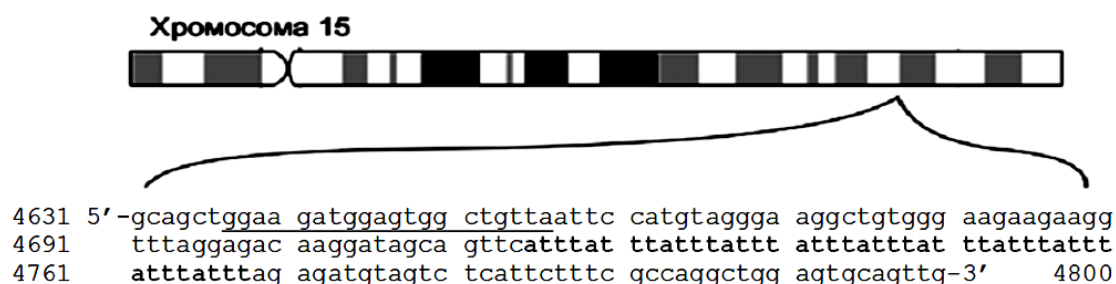 Хромосома 15
4631 5’-gcagctggaa gatggagtgg ctgttaattc catgtaggga aggctgtggg aagaagaagg
4691 tttaggagac aaggatagca gttcatttat ttatttattt atttatttat ttatttattt
4761 atttatttag agatgtagtc tcattctttc gccaggctgg agtgcagttg-3’ 4800